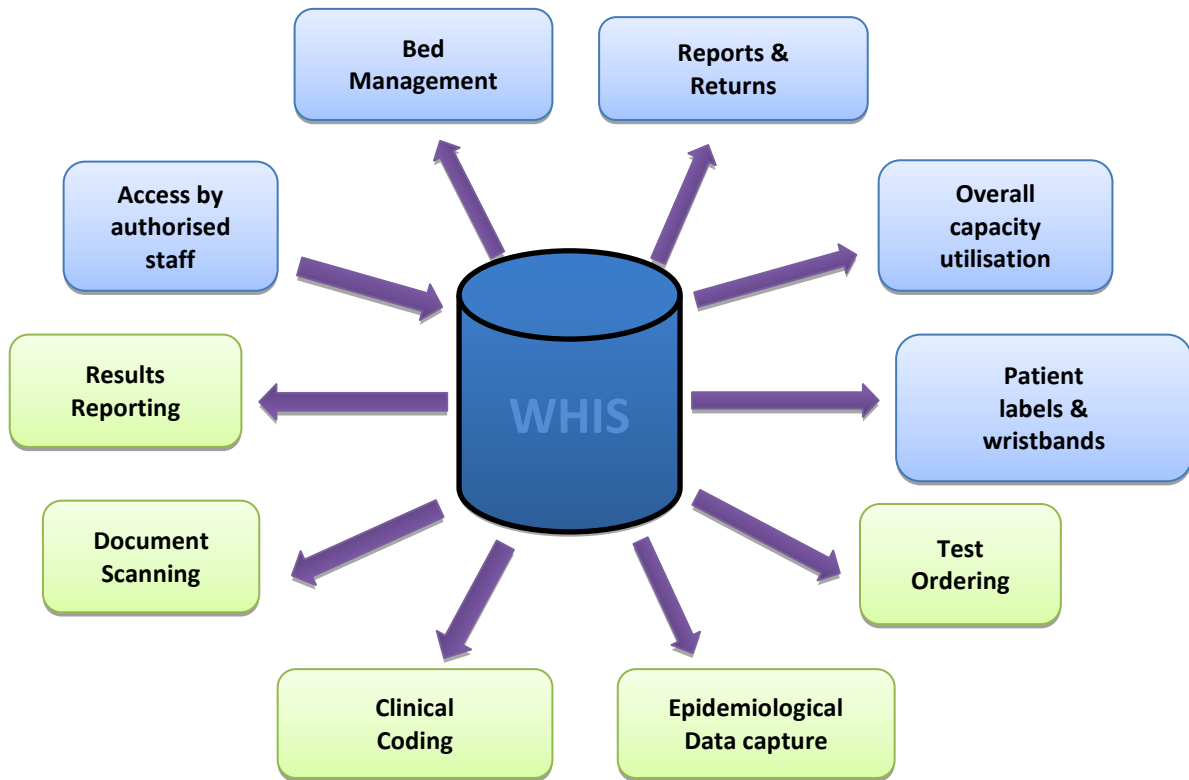 Bed
Management
Reports &
Returns
Access by
authorised
staff
Overall
capacity
utilisation
Results
Reporting
WHIS
Patient
labels &
wristbands
Document
Scanning
Test
Ordering
Clinical
Coding
Epidemiological
Data capture